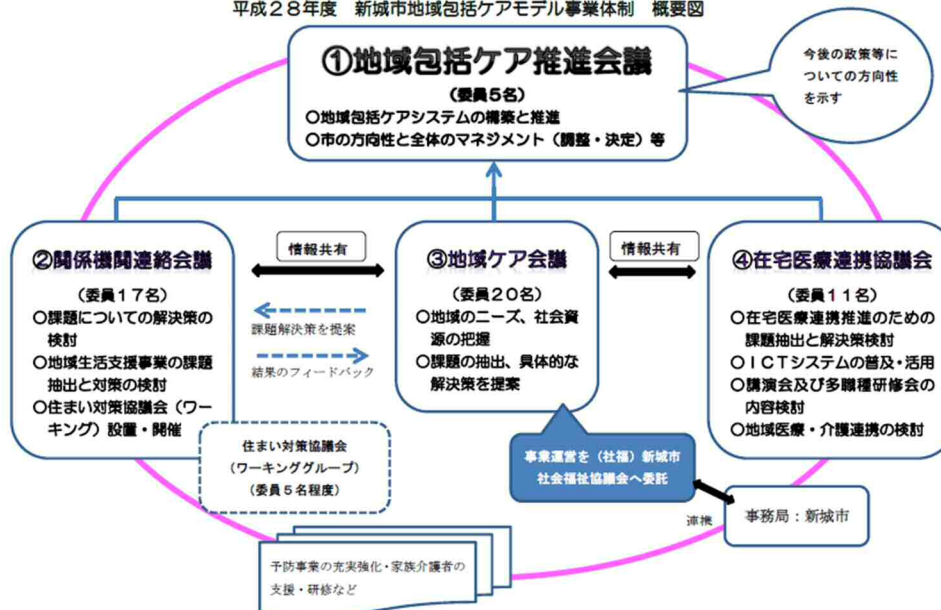 平成２８年度　新城市地域包括ケアモデル事業体制　概要図
①地域包括ケア推進会議
（委員５名）
○地域包括ケアシステムの構築と推進
○市の方向性と全体のマネジメント（調整・決定）等
今後の政策等に
ついての方向性
を示す
②関係機関連絡会議
（委員１７名）
○課題についての解決策の
検討
○地域生活支援事業の課題
抽出と対策の検討
○住まい対策協議会（ワー
キング）設置・開催
情報共有
課題解決策を提案
結果のフィードバック
③地域ケア会議
（委員２０名）
○地域のニーズ、社会資
源の把握
○課題の抽出、具体的な
解決策を提案
情報共有
④在宅医療連携協議会
（委員１１名）
○在宅医療連携推進のための
課題抽出と解決策検討
○ＩＣＴシステムの普及・活用
○講演会及び多職種研修会の
内容検討
○地域医療・介護連携の検討
住まい対策協議会
（ワーキンググループ）
（委員５名程度）
事業運営を（社福）新城市
社会福祉協議会へ委託
連携
事務局：新城市
予防事業の充実強化・家族介護者の
支援・研修など